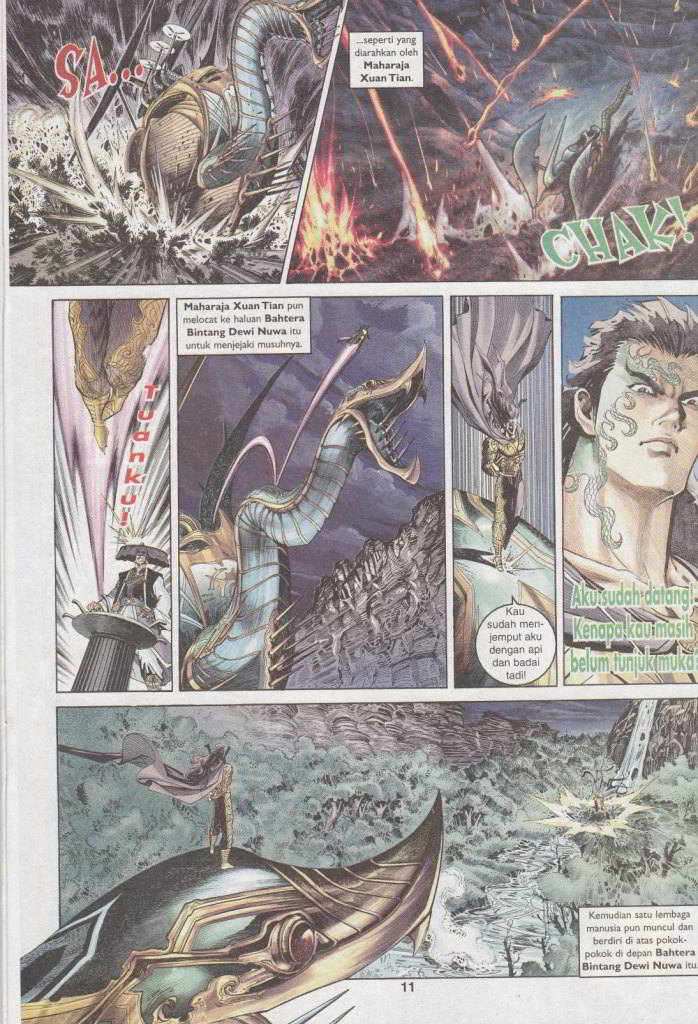 SA...
...seperti yang
diarahkan oleh
Maharaja
Xuan Tian.
CHAK!
Tuanku!
Maharaja Xuan Tian pun
melocat ke haluan Bahtera
Bintang Dewi Nuwa itu
untuk menjejaki musuhnya.
Kau
sudah men-
jemput aku
dengan api
dan badai
tadi!
Aku sudah datang!
Kenapa kau masih
belum tunjuk muka!
Kemudian satu lembaga
manusia pun muncul dan
berdiri di atas pokok-
pokok di depan Bahtera
Bintang Dewi Nuwa itu.
11